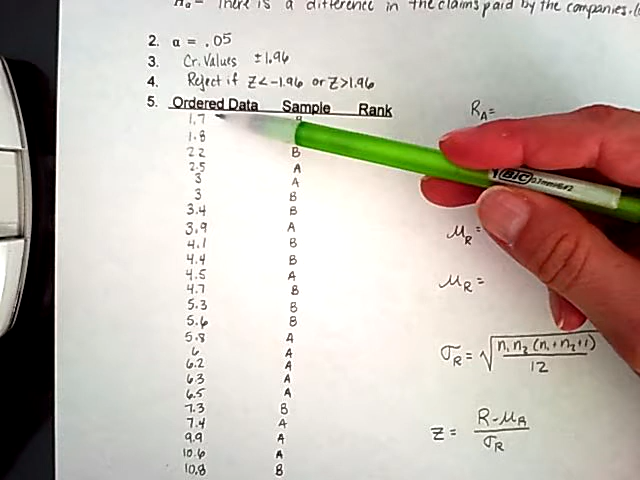 Ha= There is a difference in the claims paid by the companies.
2. α = .05
3. Cr. Values ±1.96
4. Reject if Z<-1.96 or Z>1.96
5. Ordered Data Sample Rank
1.7 B
1.8
2.2 B
2.5 A
3 A
3 B
3.4 B
3.9 A
4.1 B
4.4 B
4.5 A
4.7 B
5.3 B
5.6 B
5.8 A
6 A
6.2 A
6.3 A
6.5 A
7.3 B
7.4 A
9.9 A
10.6 A
10.8 B
R_A=
μ_R=
μ_R=
σ_R = √(n₁n₂(n₁+n₂+1)/12)
Z = (R-μ_R)/σ_R
BIC 0.7mm #2